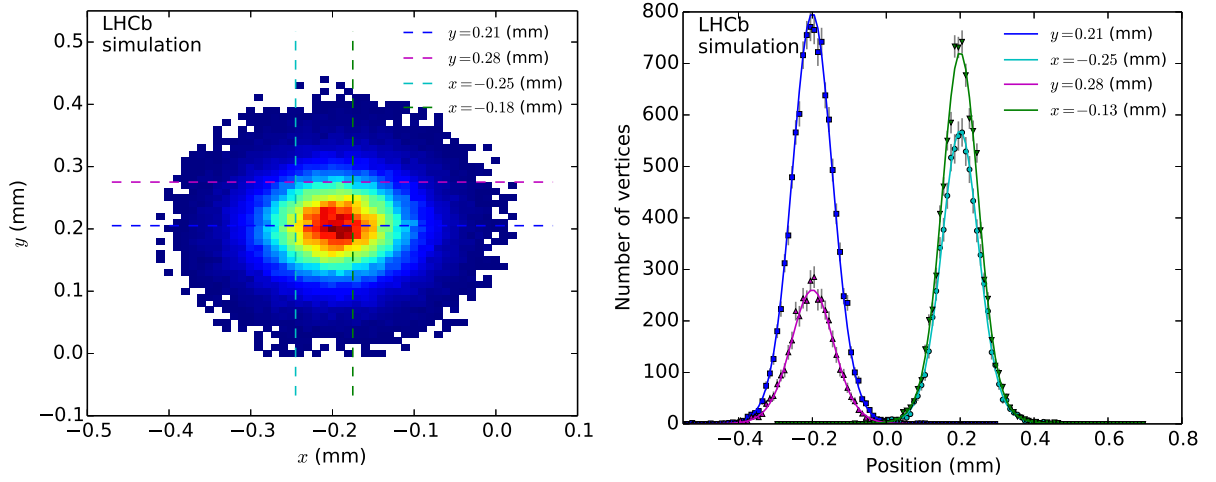 LHCb
simulation
y=0.21 (mm)
y=0.28 (mm)
x=−0.25 (mm)
x=−0.18 (mm)
0.5
0.4
0.3
0.2
0.1
0.0
−0.1
y (mm)
−0.5 −0.4 −0.3 −0.2 −0.1 0.0 0.1
x (mm)
LHCb
simulation
y=0.21 (mm)
x=−0.25 (mm)
y=0.28 (mm)
x=−0.13 (mm)
800
700
600
500
400
300
200
100
0
Number of vertices
−0.4 −0.2 0.0 0.2 0.4 0.6 0.8
Position (mm)